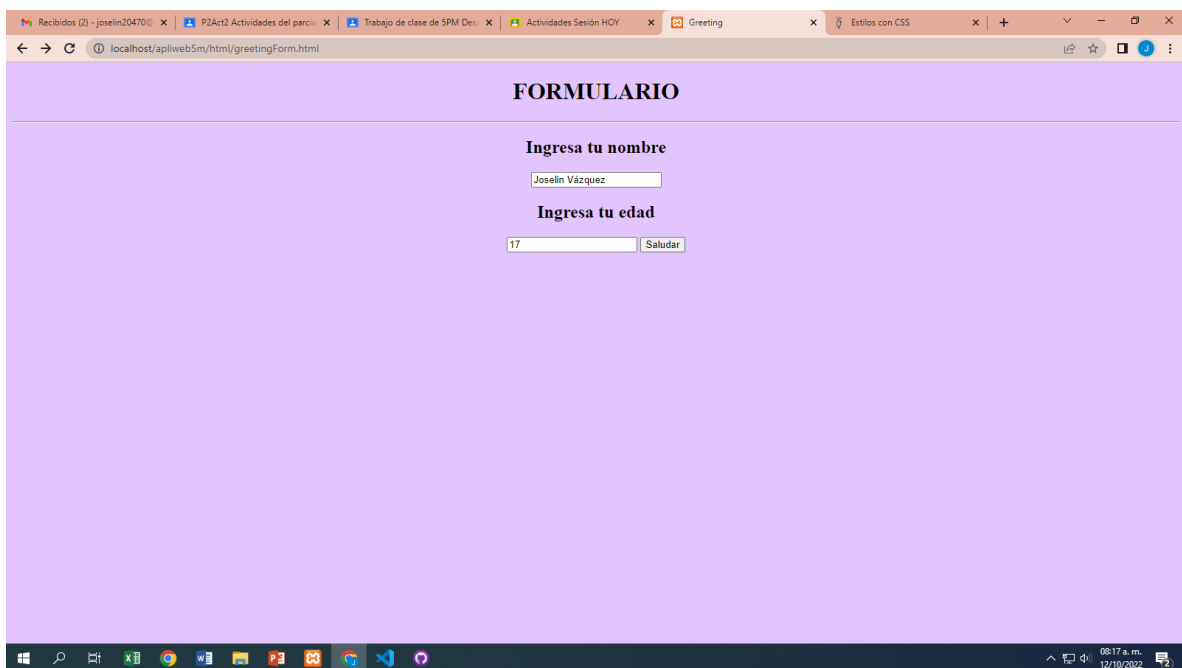 Recibidos (2) - joselin20470@
P2Act2 Actividades del parcia
Trabajo de clase de 5PM Desa
Actividades Sesión HOY
Greeting
Estilos con CSS
localhost/apliweb5m/html/greetingForm.html
J
FORMULARIO
Ingresa tu nombre
Joselin Vázquez
Ingresa tu edad
17 Saludar
08:17 a. m.
12/10/2022
2